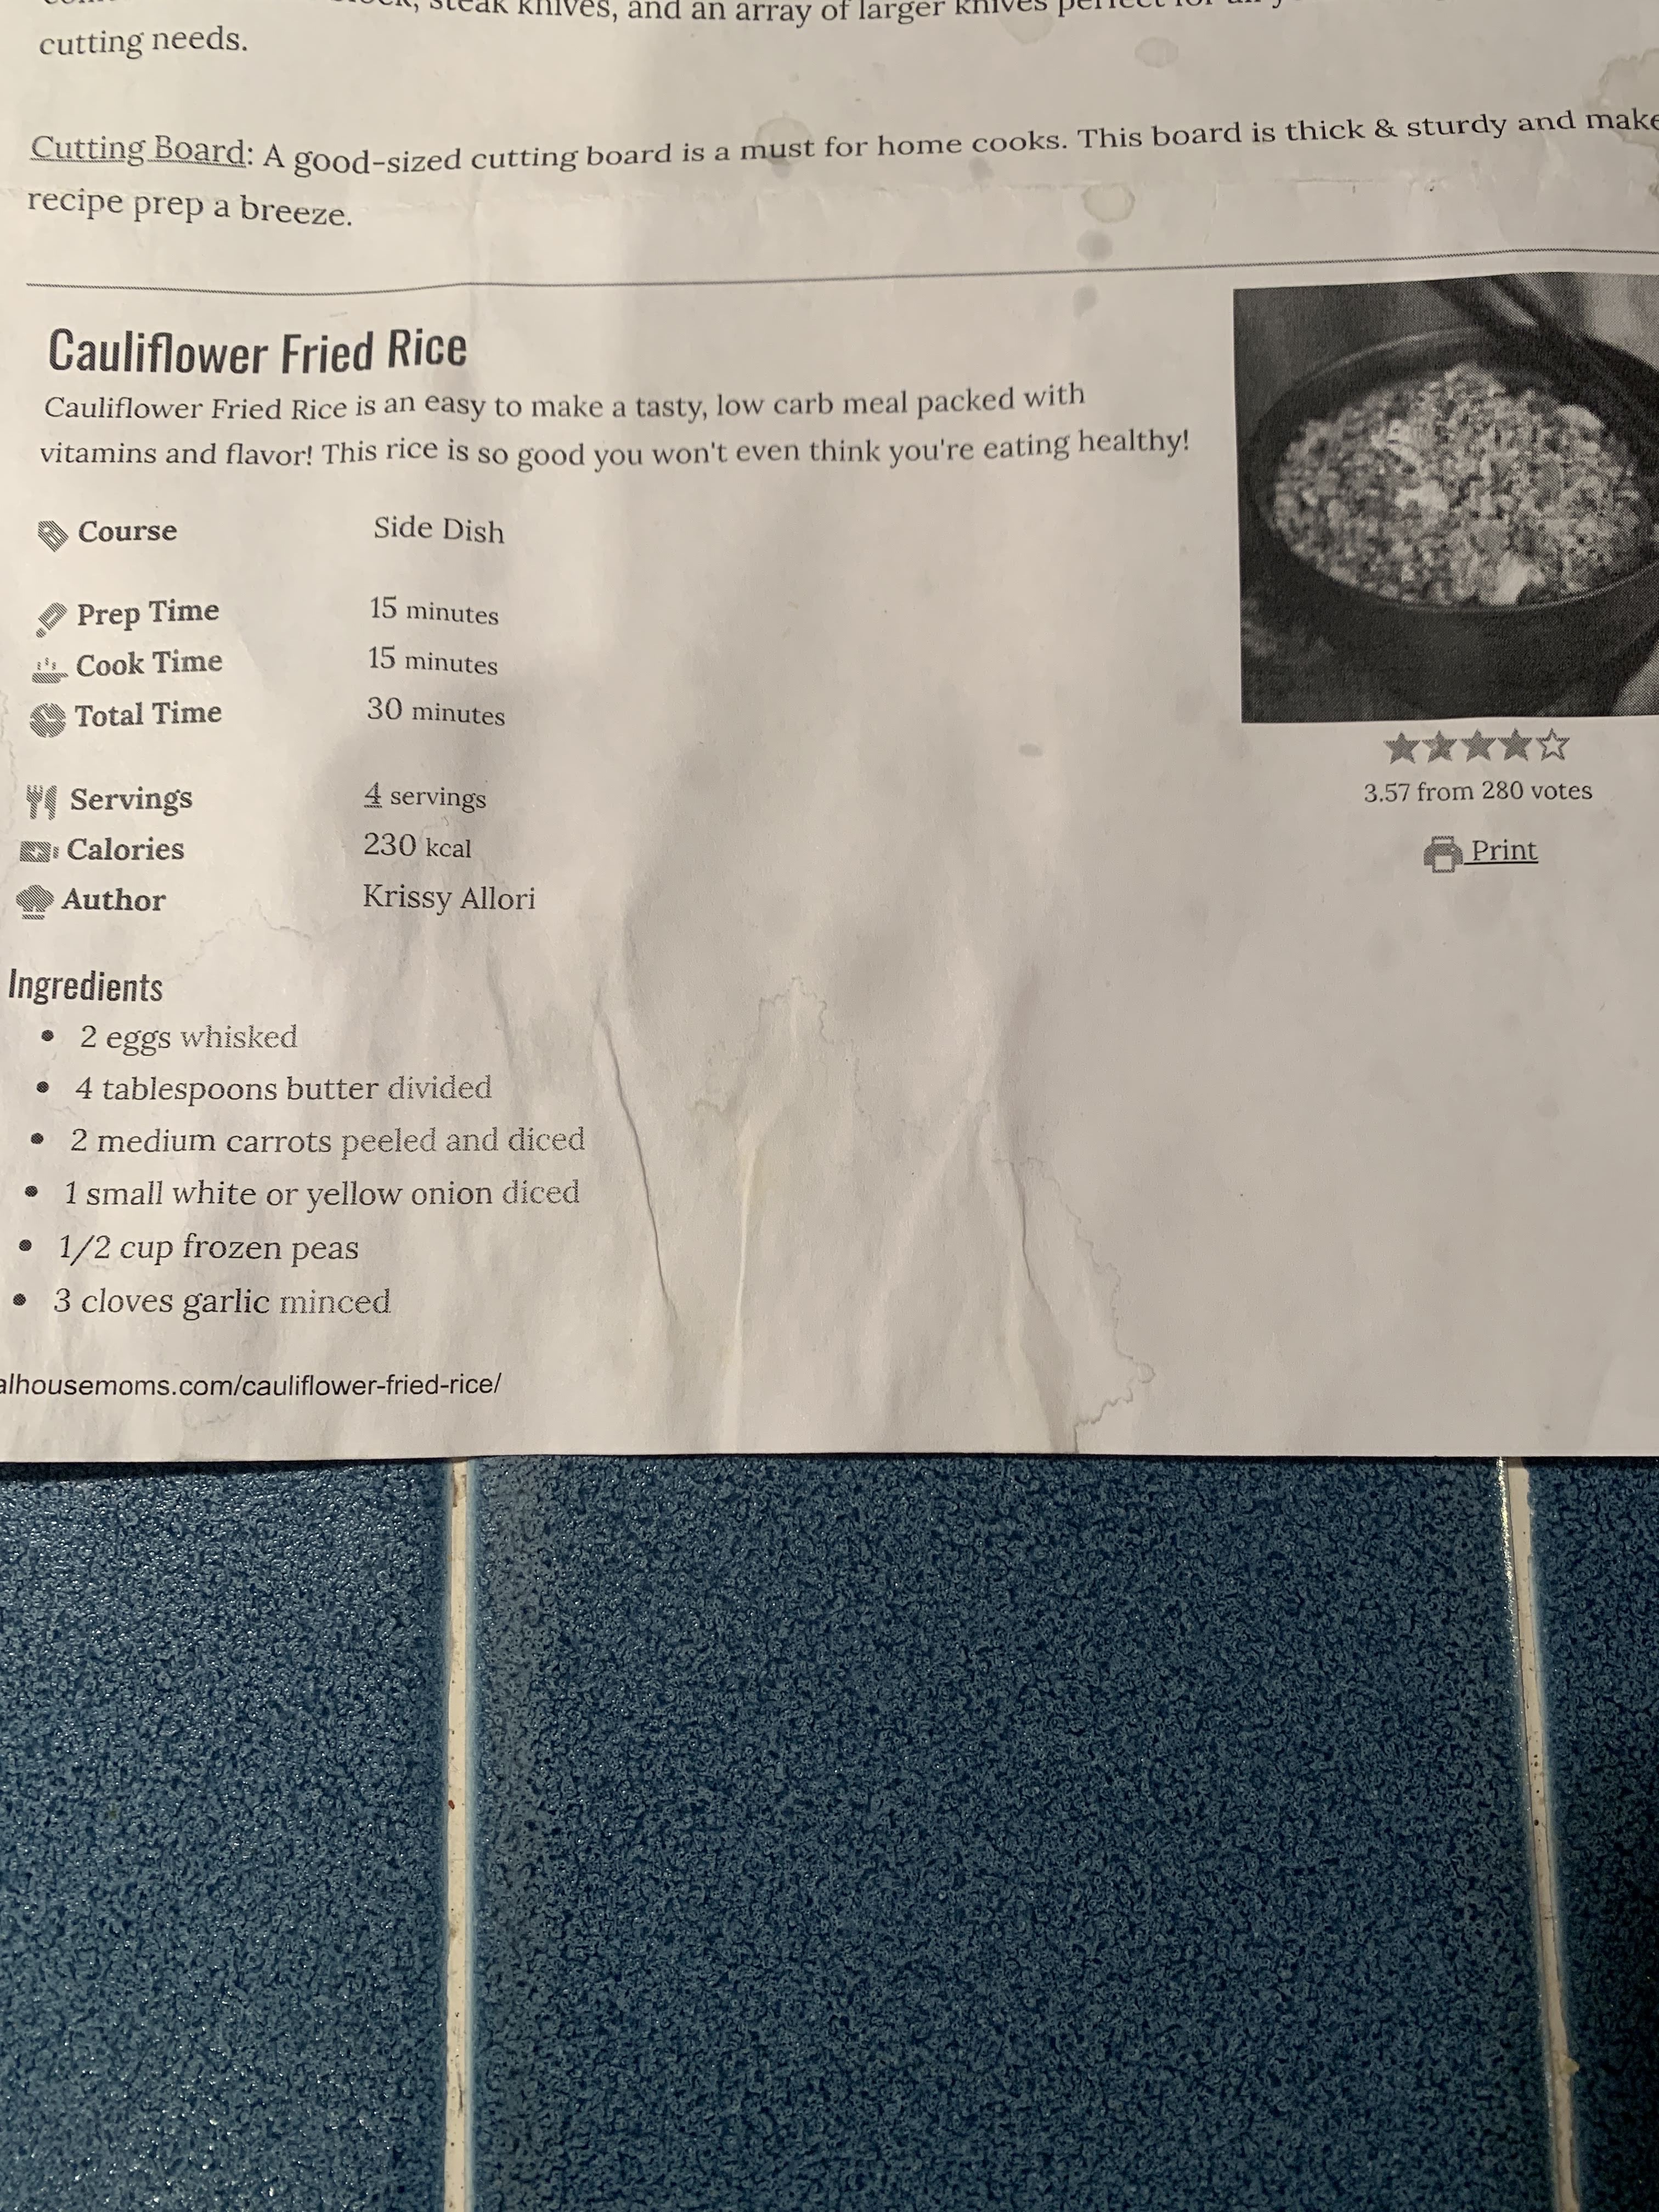 steak knives, and an array of larger knives perfect for
cutting needs.
Cutting Board: A good-sized cutting board is a must for home cooks. This board is thick & sturdy and make
recipe prep a breeze.
Cauliflower Fried Rice
Cauliflower Fried Rice is an easy to make a tasty, low carb meal packed with
vitamins and flavor! This rice is so good you won't even think you're eating healthy!
Course Side Dish
Prep Time 15 minutes
Cook Time 15 minutes
Total Time 30 minutes
3.57 from 280 votes
Print
Servings 4 servings
Calories 230 kcal
Author Krissy Allori
Ingredients
• 2 eggs whisked
• 4 tablespoons butter divided
• 2 medium carrots peeled and diced
• 1 small white or yellow onion diced
• 1/2 cup frozen peas
• 3 cloves garlic minced
alhousemoms.com/cauliflower-fried-rice/